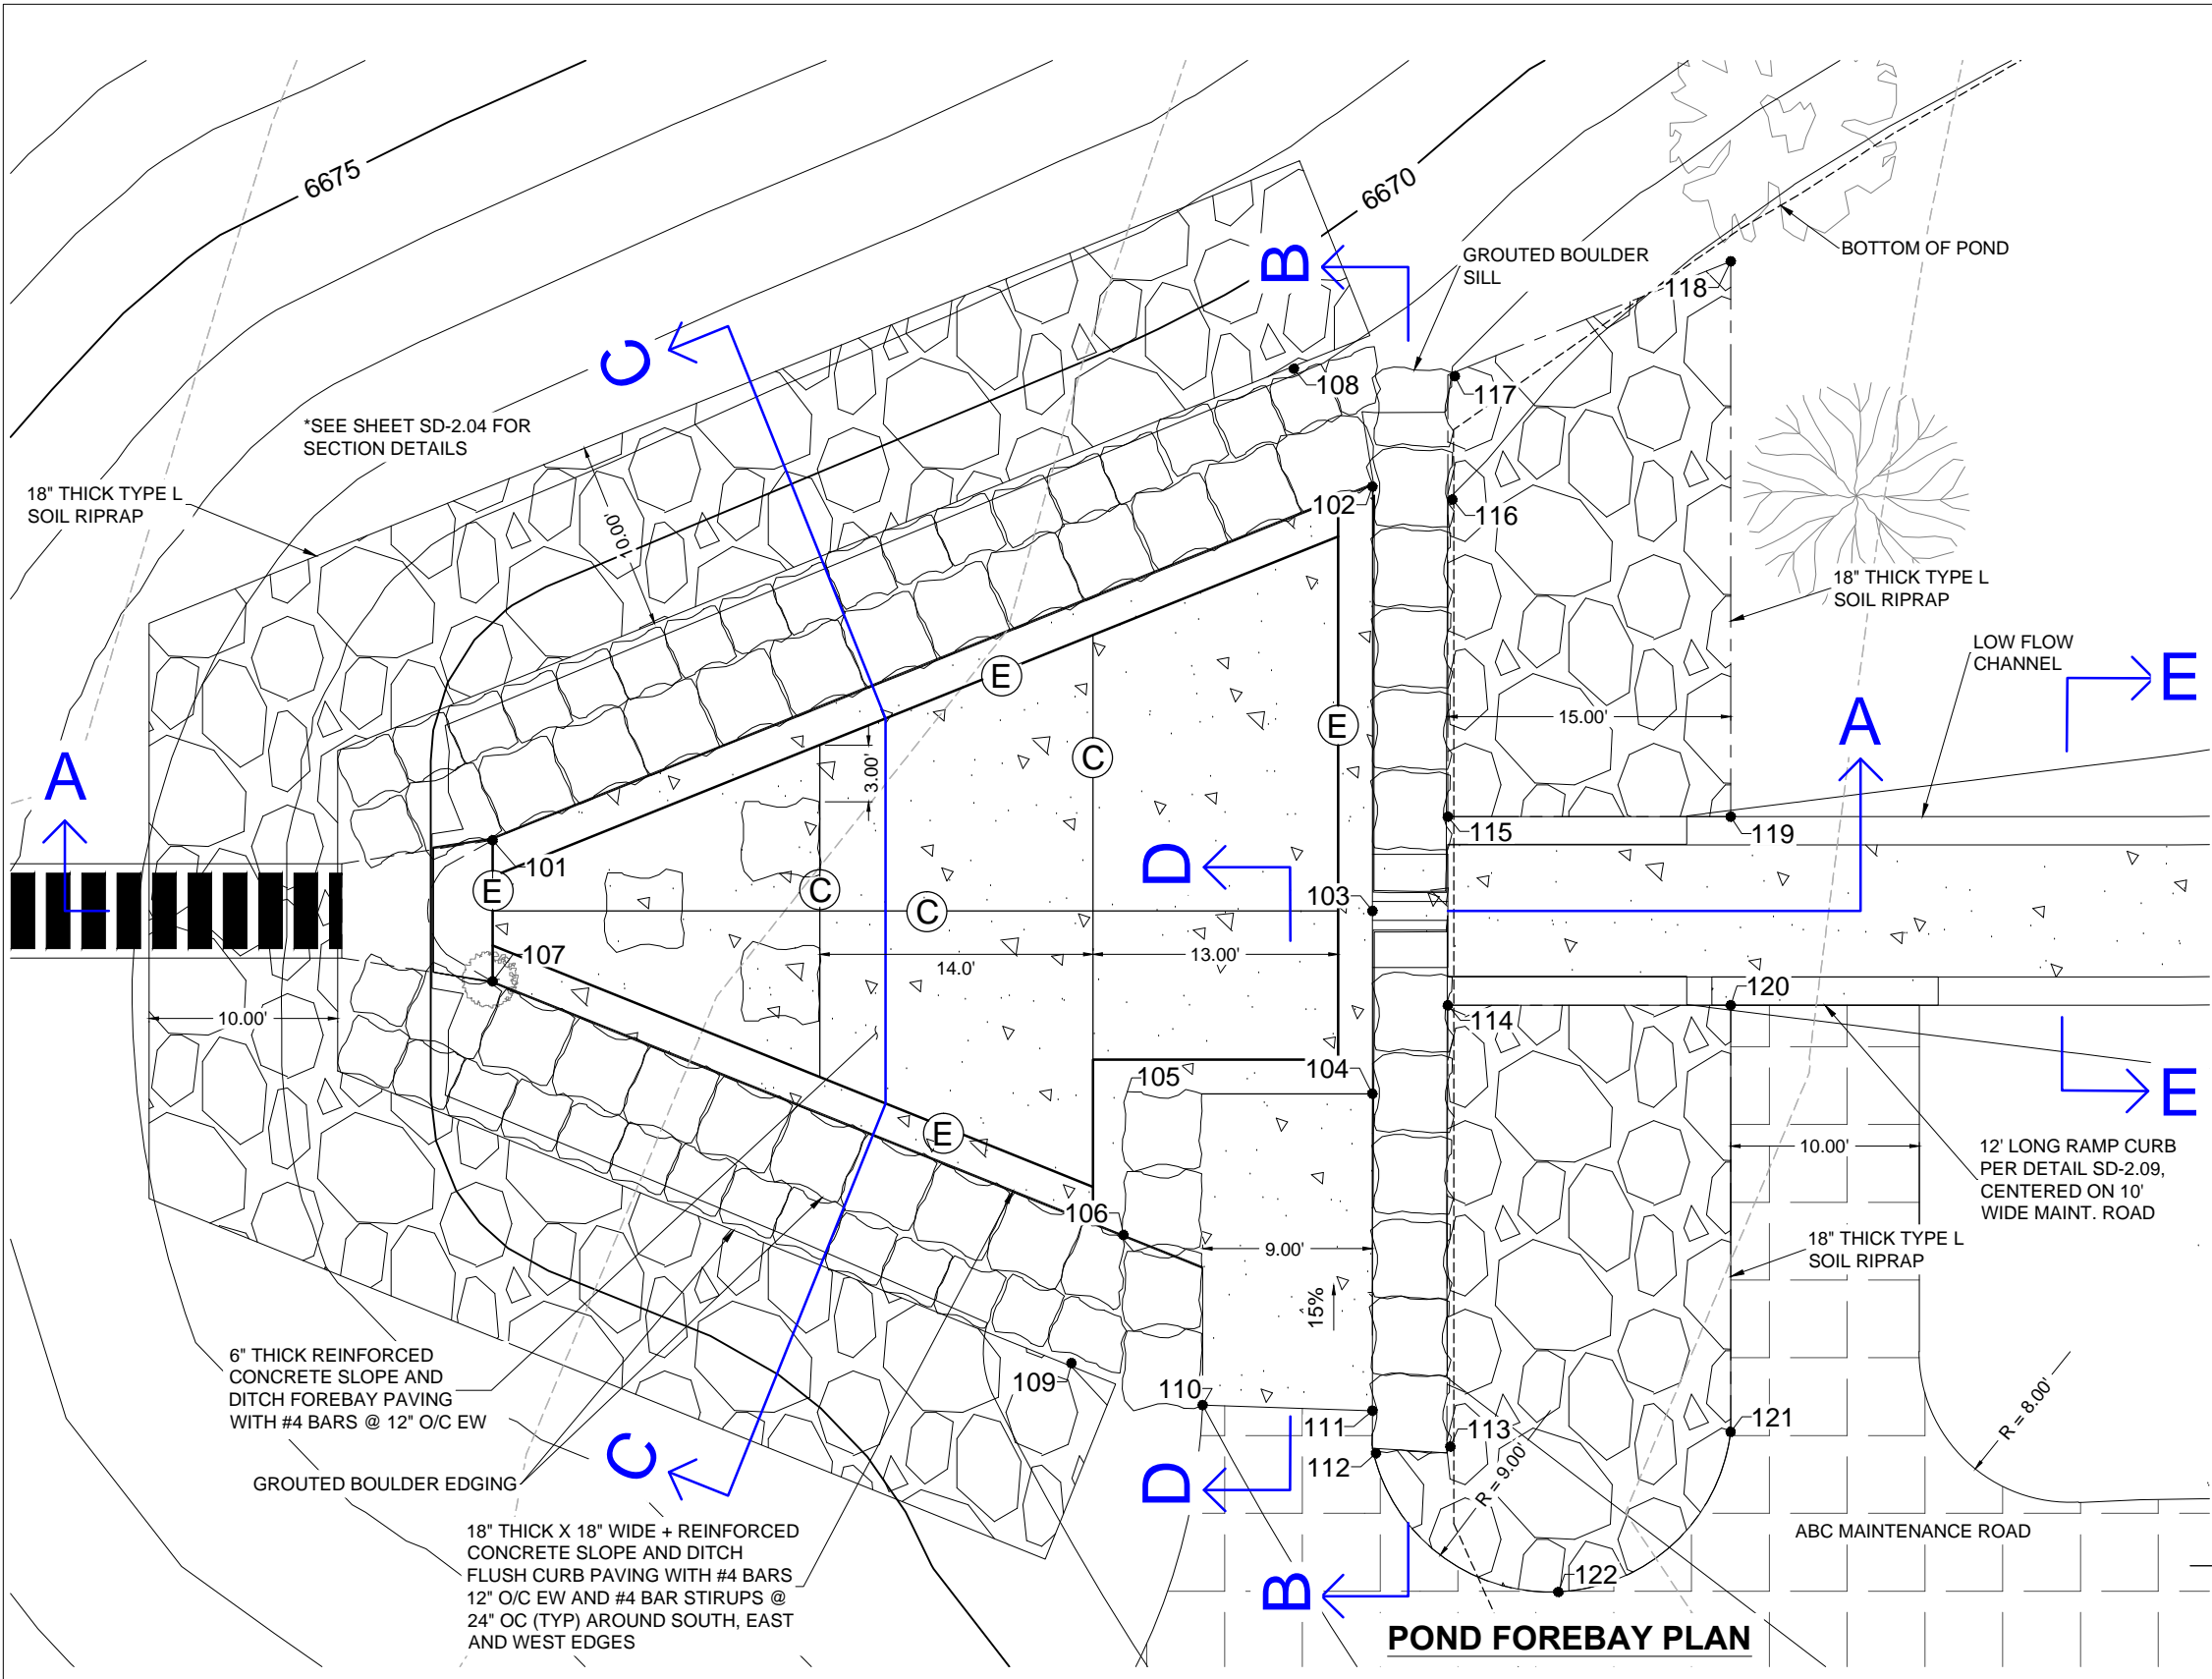 6675
6670
B
GROUTED BOULDER
SILL
BOTTOM OF POND
118
C
108
117
*SEE SHEET SD-2.04 FOR
SECTION DETAILS
18" THICK TYPE L
SOIL RIPRAP
10.00'
102
116
18" THICK TYPE L
SOIL RIPRAP
LOW FLOW
CHANNEL
E
E
E
15.00'
A
A
C
3.00'
115
119
D
101
E
C
C
103
107
14.0'
13.00'
10.00'
114
120
104
105
E
E
10.00'
12' LONG RAMP CURB
PER DETAIL SD-2.09,
CENTERED ON 10'
WIDE MAINT. ROAD
106
9.00'
18" THICK TYPE L
SOIL RIPRAP
15%
6" THICK REINFORCED
CONCRETE SLOPE AND
DITCH FOREBAY PAVING
WITH #4 BARS @ 12" O/C EW
109
110
111
113
121
R = 8.00'
C
112
D
R = 9.00'
GROUTED BOULDER EDGING
18" THICK X 18" WIDE + REINFORCED
CONCRETE SLOPE AND DITCH
FLUSH CURB PAVING WITH #4 BARS
12" O/C EW AND #4 BAR STIRUPS @
24" OC (TYP) AROUND SOUTH, EAST
AND WEST EDGES
ABC MAINTENANCE ROAD
B
122
POND FOREBAY PLAN